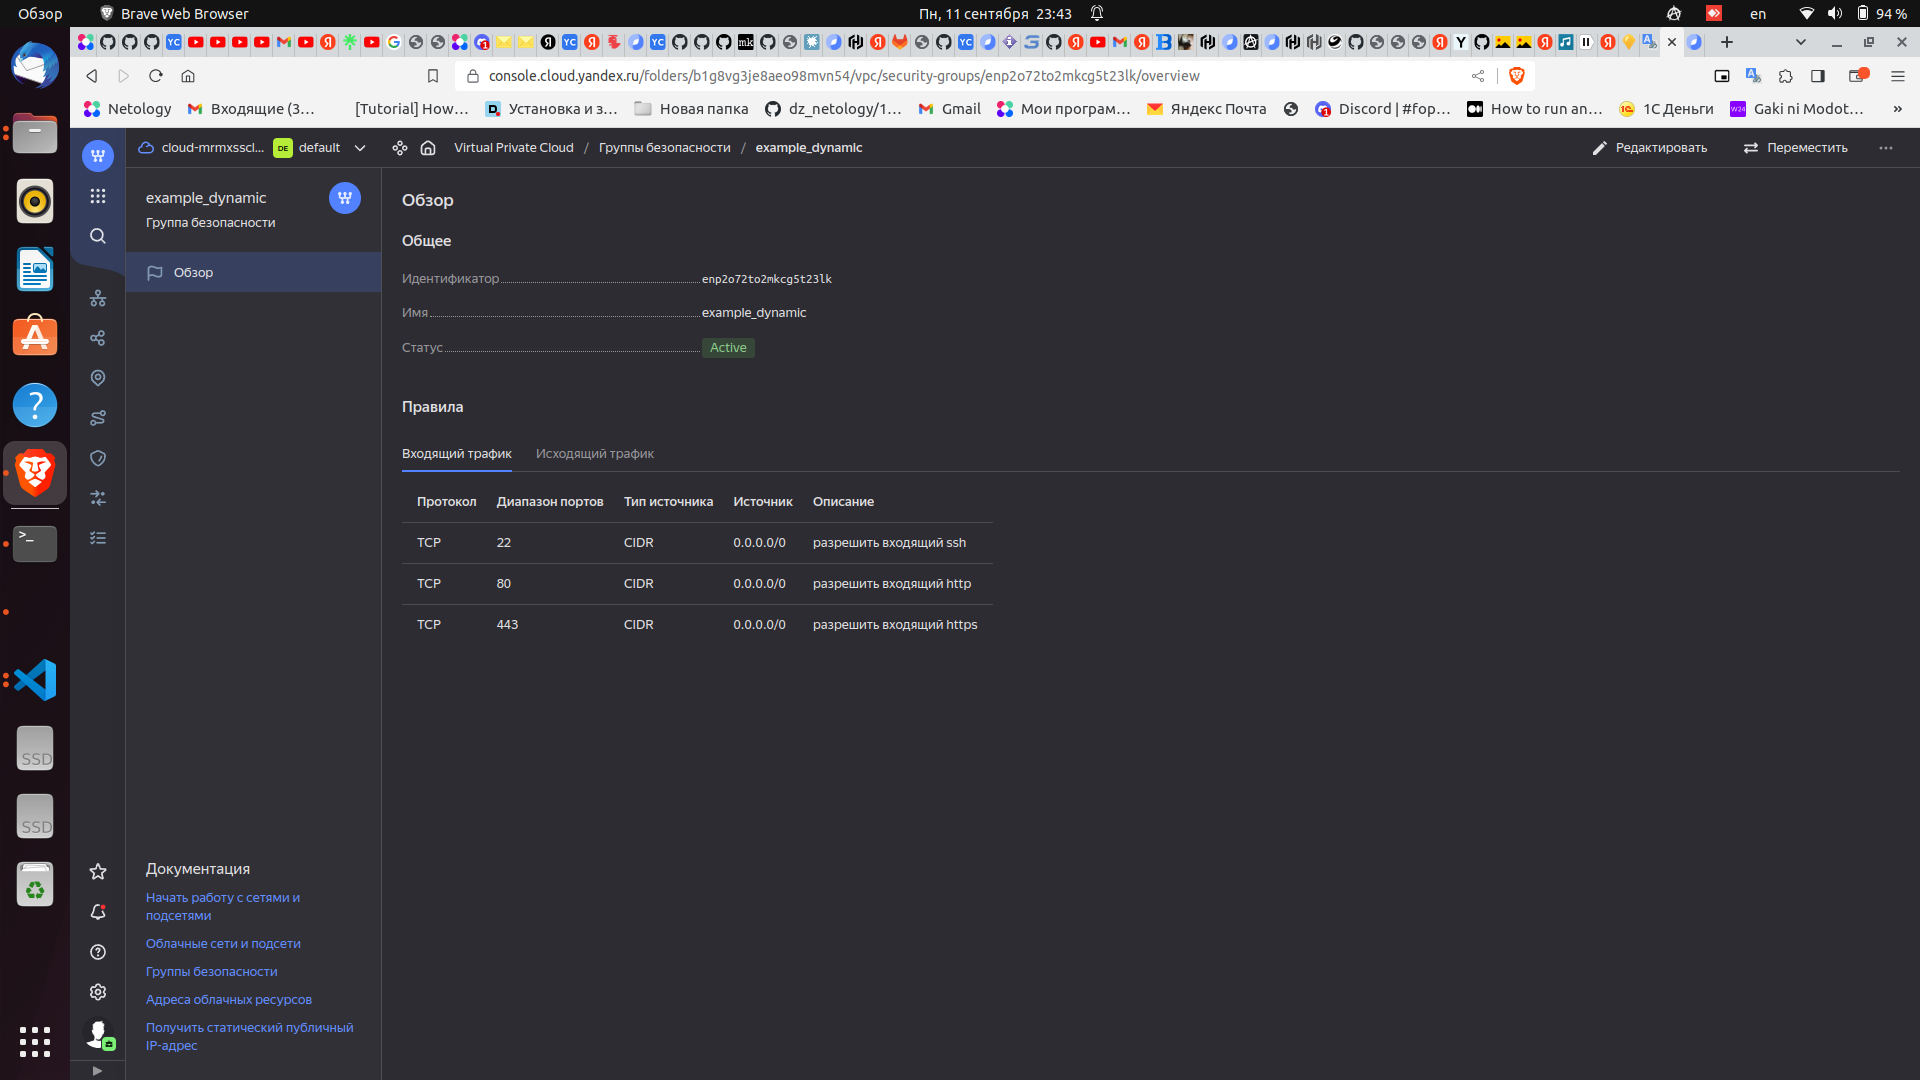 Обзор
Brave Web Browser
Пн, 11 сентября 23:43
en
94 %
console.cloud.yandex.ru/folders/b1g8vg3je8aeo98mvn54/vpc/security-groups/enp2o72to2mkcg5t23lk/overview
Netology
Входящие (3...
[Tutorial] How...
Установка и з...
Новая папка
dz_netology/1...
Gmail
Мои програм...
Яндекс Почта
Discord | #fop...
How to run an...
1С Деньги
Gaki ni Modot...
»
cloud-mrmxsscl...
DE
default
Virtual Private Cloud / Группы безопасности / example_dynamic
Редактировать
Переместить
example_dynamic
Группа безопасности
Обзор
Обзор
Общее
Идентификатор enp2o72to2mkcg5t23lk
Имя example_dynamic
Статус Active
Правила
Входящий трафик Исходящий трафик
Протокол Диапазон портов Тип источника Источник Описание
TCP 22 CIDR 0.0.0.0/0 разрешить входящий ssh
TCP 80 CIDR 0.0.0.0/0 разрешить входящий http
TCP 443 CIDR 0.0.0.0/0 разрешить входящий https
Документация
Начать работу с сетями и
подсетями
Облачные сети и подсети
Группы безопасности
Адреса облачных ресурсов
Получить статический публичный
IP-адрес
SSD
SSD